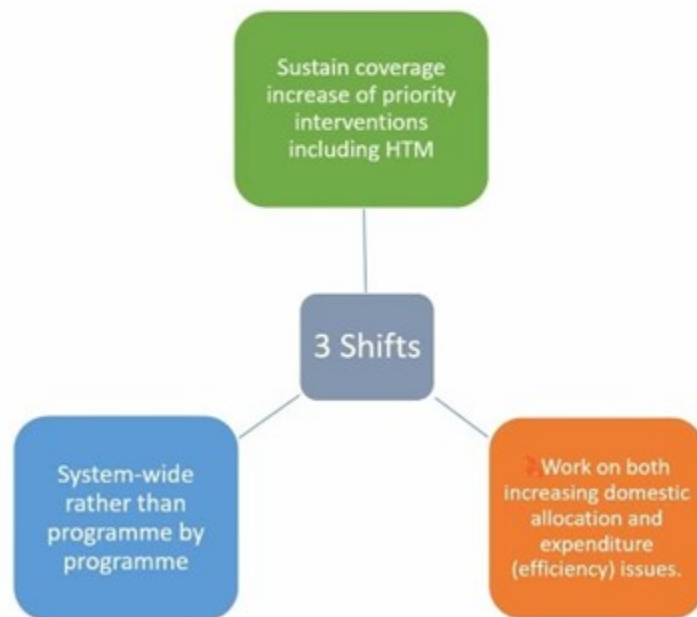 Sustain coverage
increase of priority
interventions
including HTM
3 Shifts
System-wide
rather than
programme by
programme
Work on both
increasing domestic
allocation and
expenditure
(efficiency) issues.